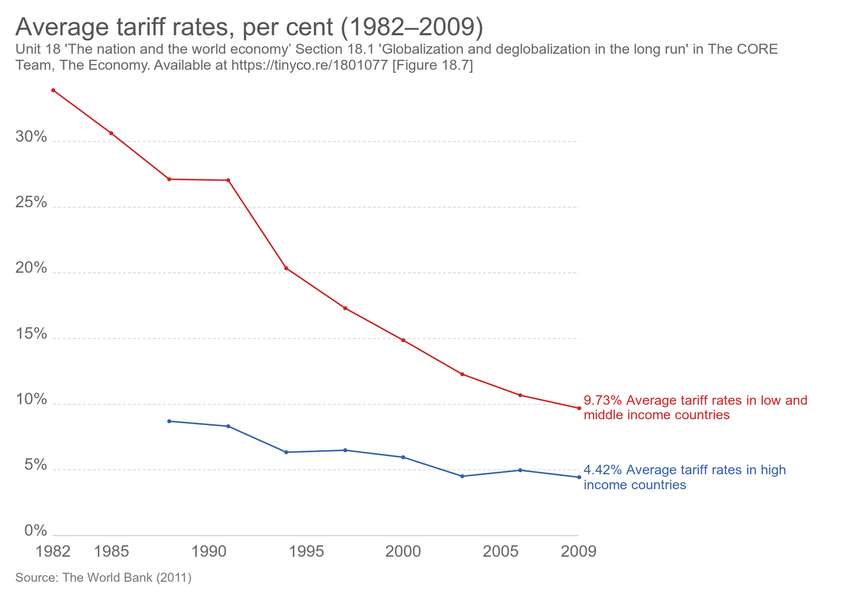 Average tariff rates, per cent (1982–2009)
Unit 18 'The nation and the world economy’ Section 18.1 'Globalization and deglobalization in the long run' in The CORE
Team, The Economy. Available at https://tinyco.re/1801077 [Figure 18.7]
30%
25%
20%
15%
10%
5%
0%
9.73% Average tariff rates in low and
middle income countries
4.42% Average tariff rates in high
income countries
1982 1985 1990 1995 2000 2005 2009
Source: The World Bank (2011)